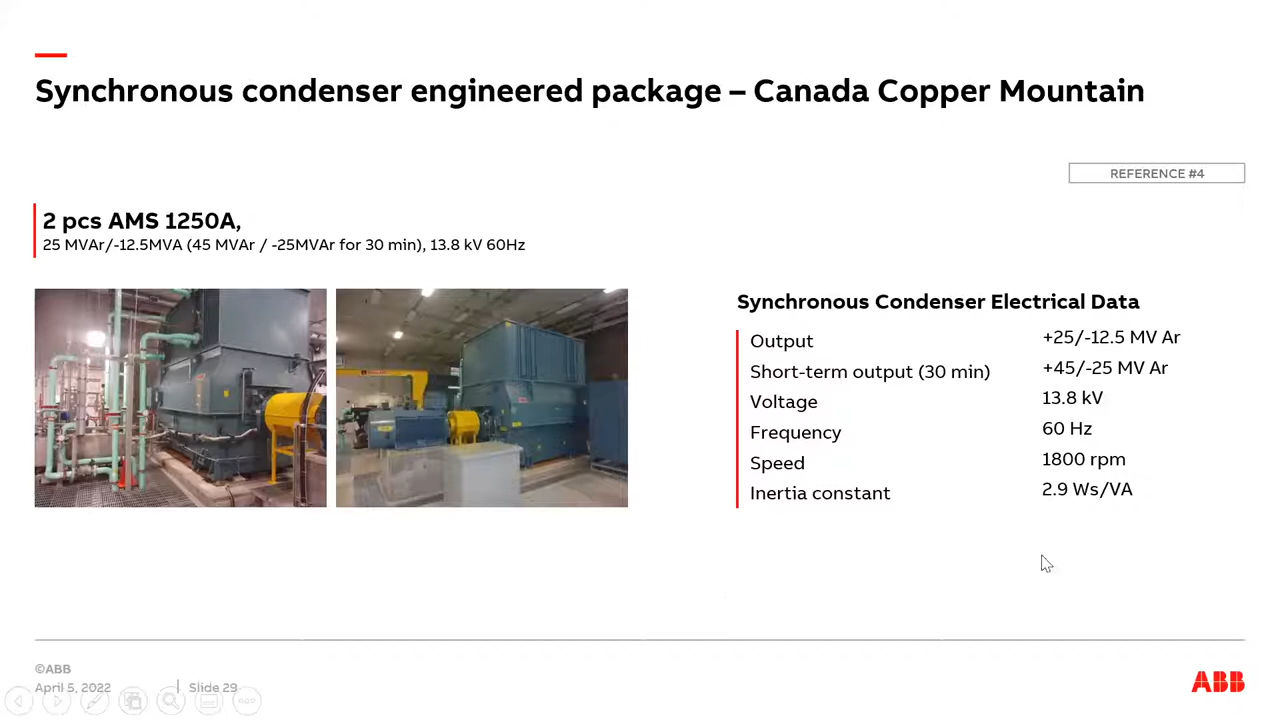 Synchronous condenser engineered package – Canada Copper Mountain
REFERENCE #4
2 pcs AMS 1250A,
25 MVAr/-12.5MVA (45 MVAr / -25MVAr for 30 min), 13.8 kV 60Hz
Synchronous Condenser Electrical Data
Output +25/-12.5 MV Ar
Short-term output (30 min) +45/-25 MV Ar
Voltage 13.8 kV
Frequency 60 Hz
Speed 1800 rpm
Inertia constant 2.9 Ws/VA
©ABB
April 5, 2022 | Slide 29
ABB